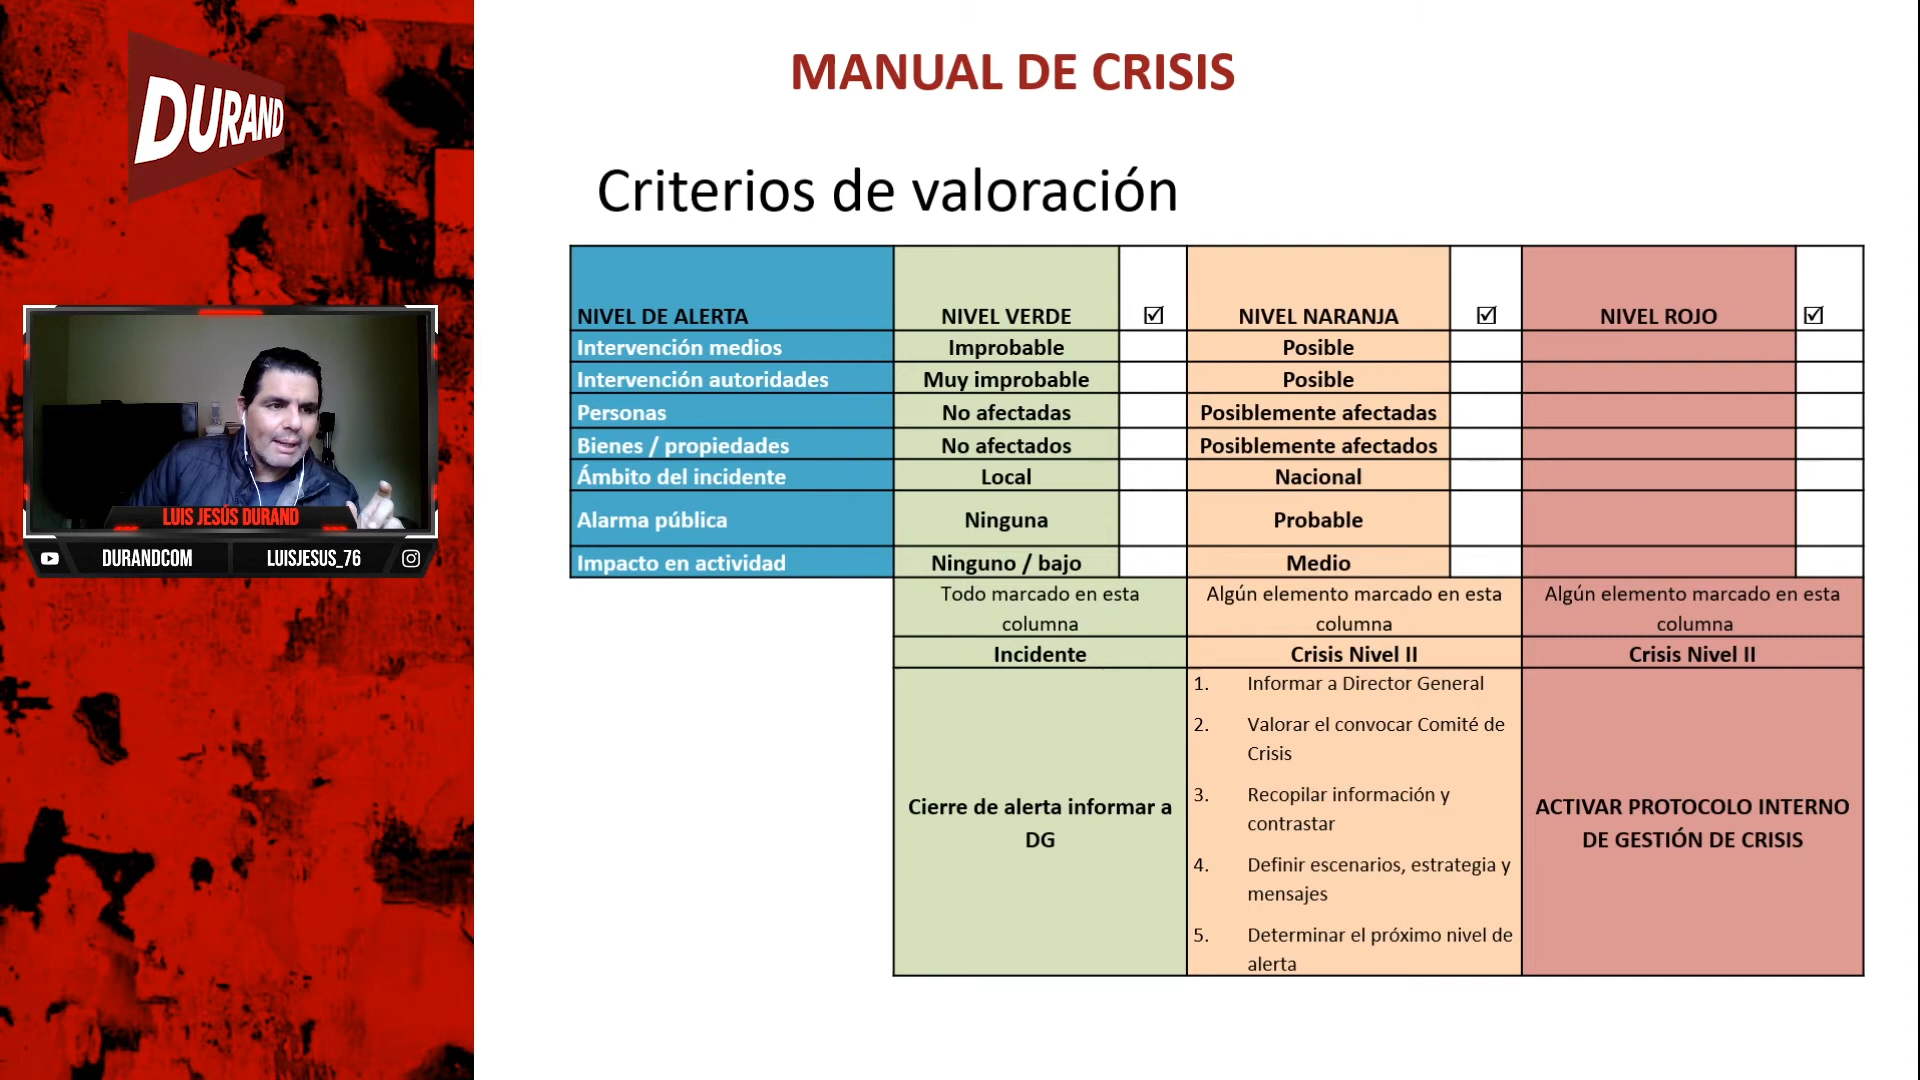 DURAND
MANUAL DE CRISIS
Criterios de valoración
NIVEL DE ALERTA NIVEL VERDE ☑ NIVEL NARANJA ☑ NIVEL ROJO ☑
Intervención medios Improbable Posible
Intervención autoridades Muy improbable Posible
Personas No afectadas Posiblemente afectadas
Bienes / propiedades No afectados Posiblemente afectados
Ámbito del incidente Local Nacional
Alarma pública Ninguna Probable
Impacto en actividad Ninguno / bajo Medio
Todo marcado en esta
columna
Algún elemento marcado en esta
columna
Algún elemento marcado en esta
columna
Incidente Crisis Nivel II Crisis Nivel II
Cierre de alerta informar a
DG
1. Informar a Director General
2. Valorar el convocar Comité de
Crisis
3. Recopilar información y
contrastar
4. Definir escenarios, estrategia y
mensajes
5. Determinar el próximo nivel de
alerta
ACTIVAR PROTOCOLO INTERNO
DE GESTIÓN DE CRISIS
LUIS JESÚS DURAND
DURANDCOM LUISJESUS_76